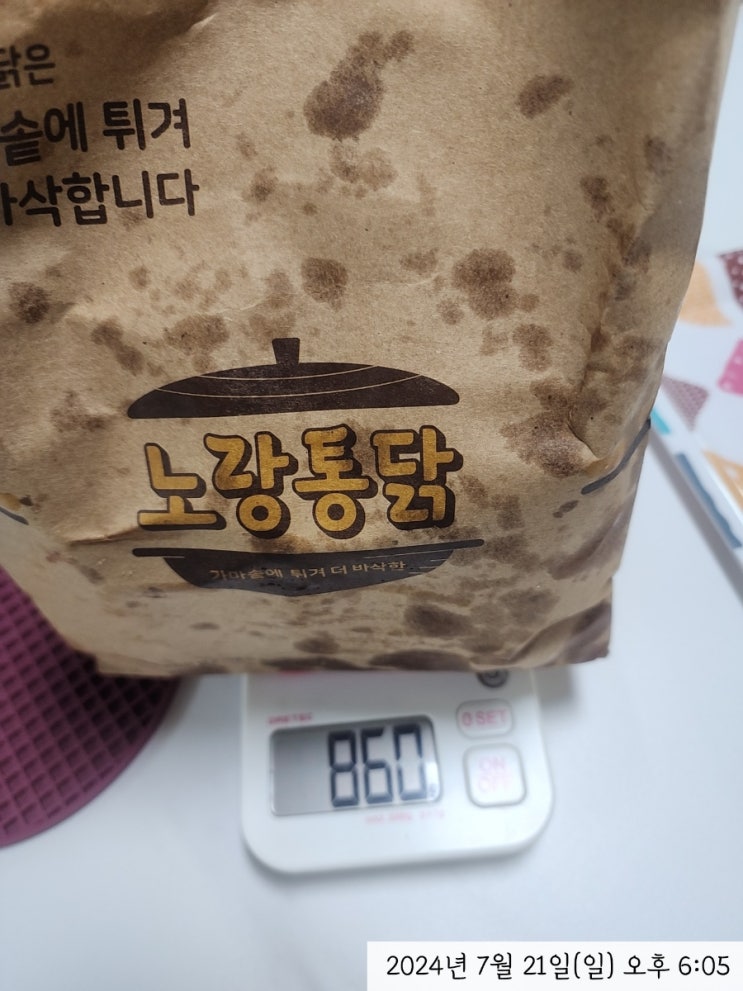 닭은
솥에 튀겨
바삭합니다
노랑통닭
가마솥에 튀겨 더 바삭한
0 SET
ON
OFF
860
g
2024년 7월 21일(일) 오후 6:05